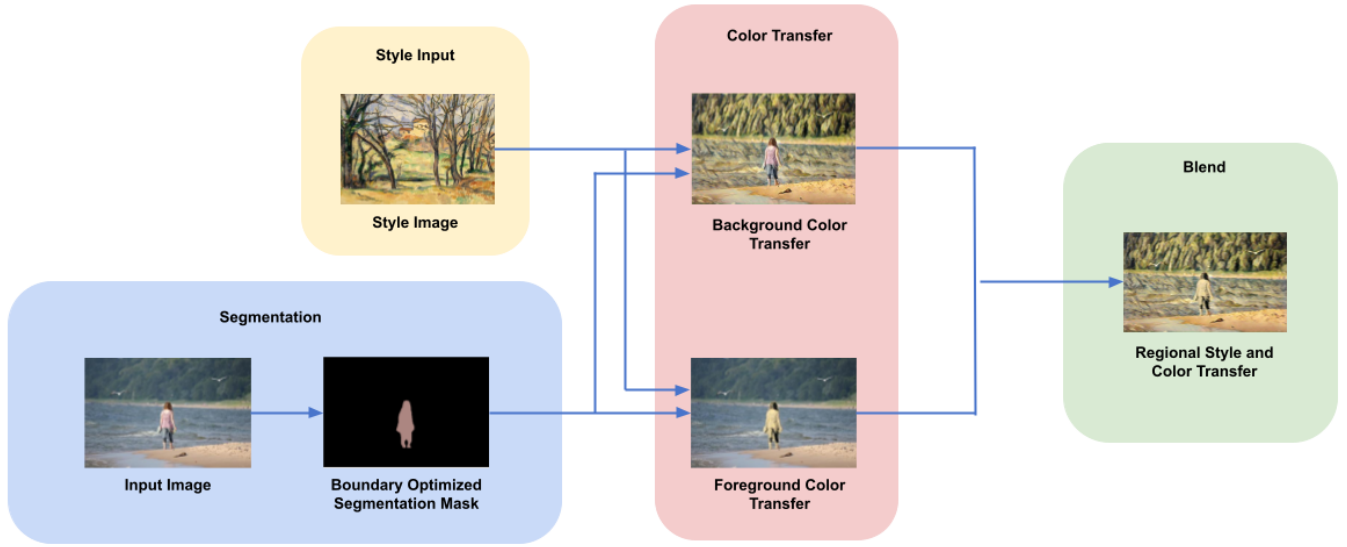 Style Input
Style Image
Segmentation
Input Image
Boundary Optimized
Segmentation Mask
Color Transfer
Background Color
Transfer
Foreground Color
Transfer
Blend
Regional Style and
Color Transfer